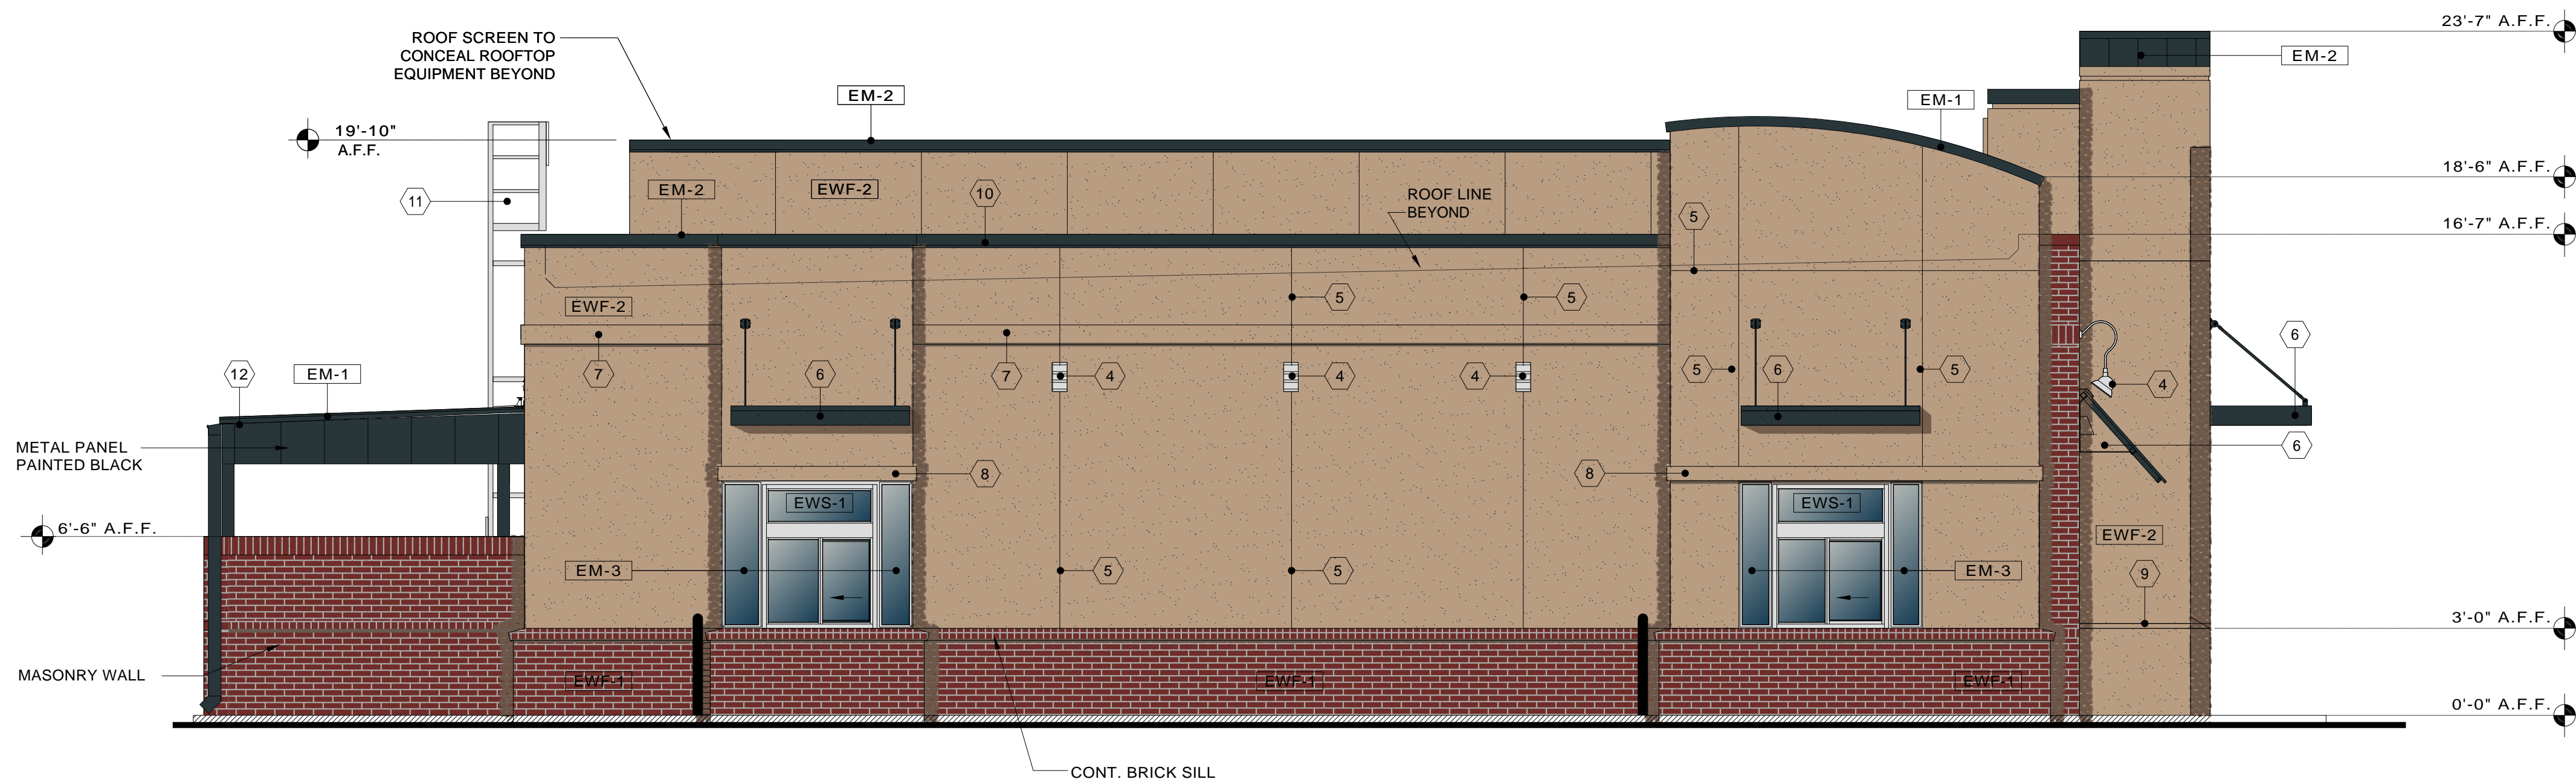 23'-7" A.F.F.
ROOF SCREEN TO
CONCEAL ROOFTOP
EQUIPMENT BEYOND
EM-2
EM-2
EM-1
19'-10"
A.F.F.
18'-6" A.F.F.
EM-2
EWF-2
10
ROOF LINE
BEYOND
11
5
16'-7" A.F.F.
EWF-2
5
5
6
12
EM-1
7
6
7
4
4
4
5
6
5
4
METAL PANEL
PAINTED BLACK
8
8
6
EWS-1
EWS-1
6'-6" A.F.F.
EWF-2
EM-3
5
5
EM-3
9
3'-0" A.F.F.
MASONRY WALL
EWF-1
EWF-1
EWF-1
0'-0" A.F.F.
CONT. BRICK SILL